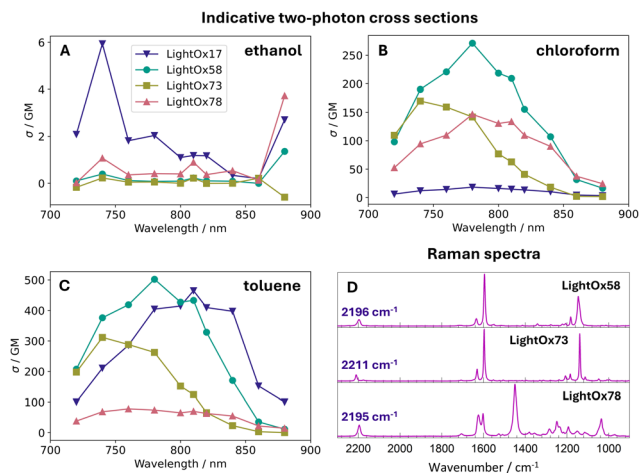 Indicative two-photon cross sections
A
ethanol
LightOx17
LightOx58
LightOx73
LightOx78
6
4
2
0
σ / GM
700 750 800 850 900
Wavelength / nm
B
chloroform
250
200
150
100
50
0
σ / GM
700 750 800 850 900
Wavelength / nm
C
toluene
500
400
300
200
100
0
σ / GM
700 750 800 850 900
Wavelength / nm
Raman spectra
D
LightOx58
2196 cm⁻¹
LightOx73
2211 cm⁻¹
LightOx78
2195 cm⁻¹
2200 2000 1800 1600 1400 1200 1000
Wavenumber / cm⁻¹